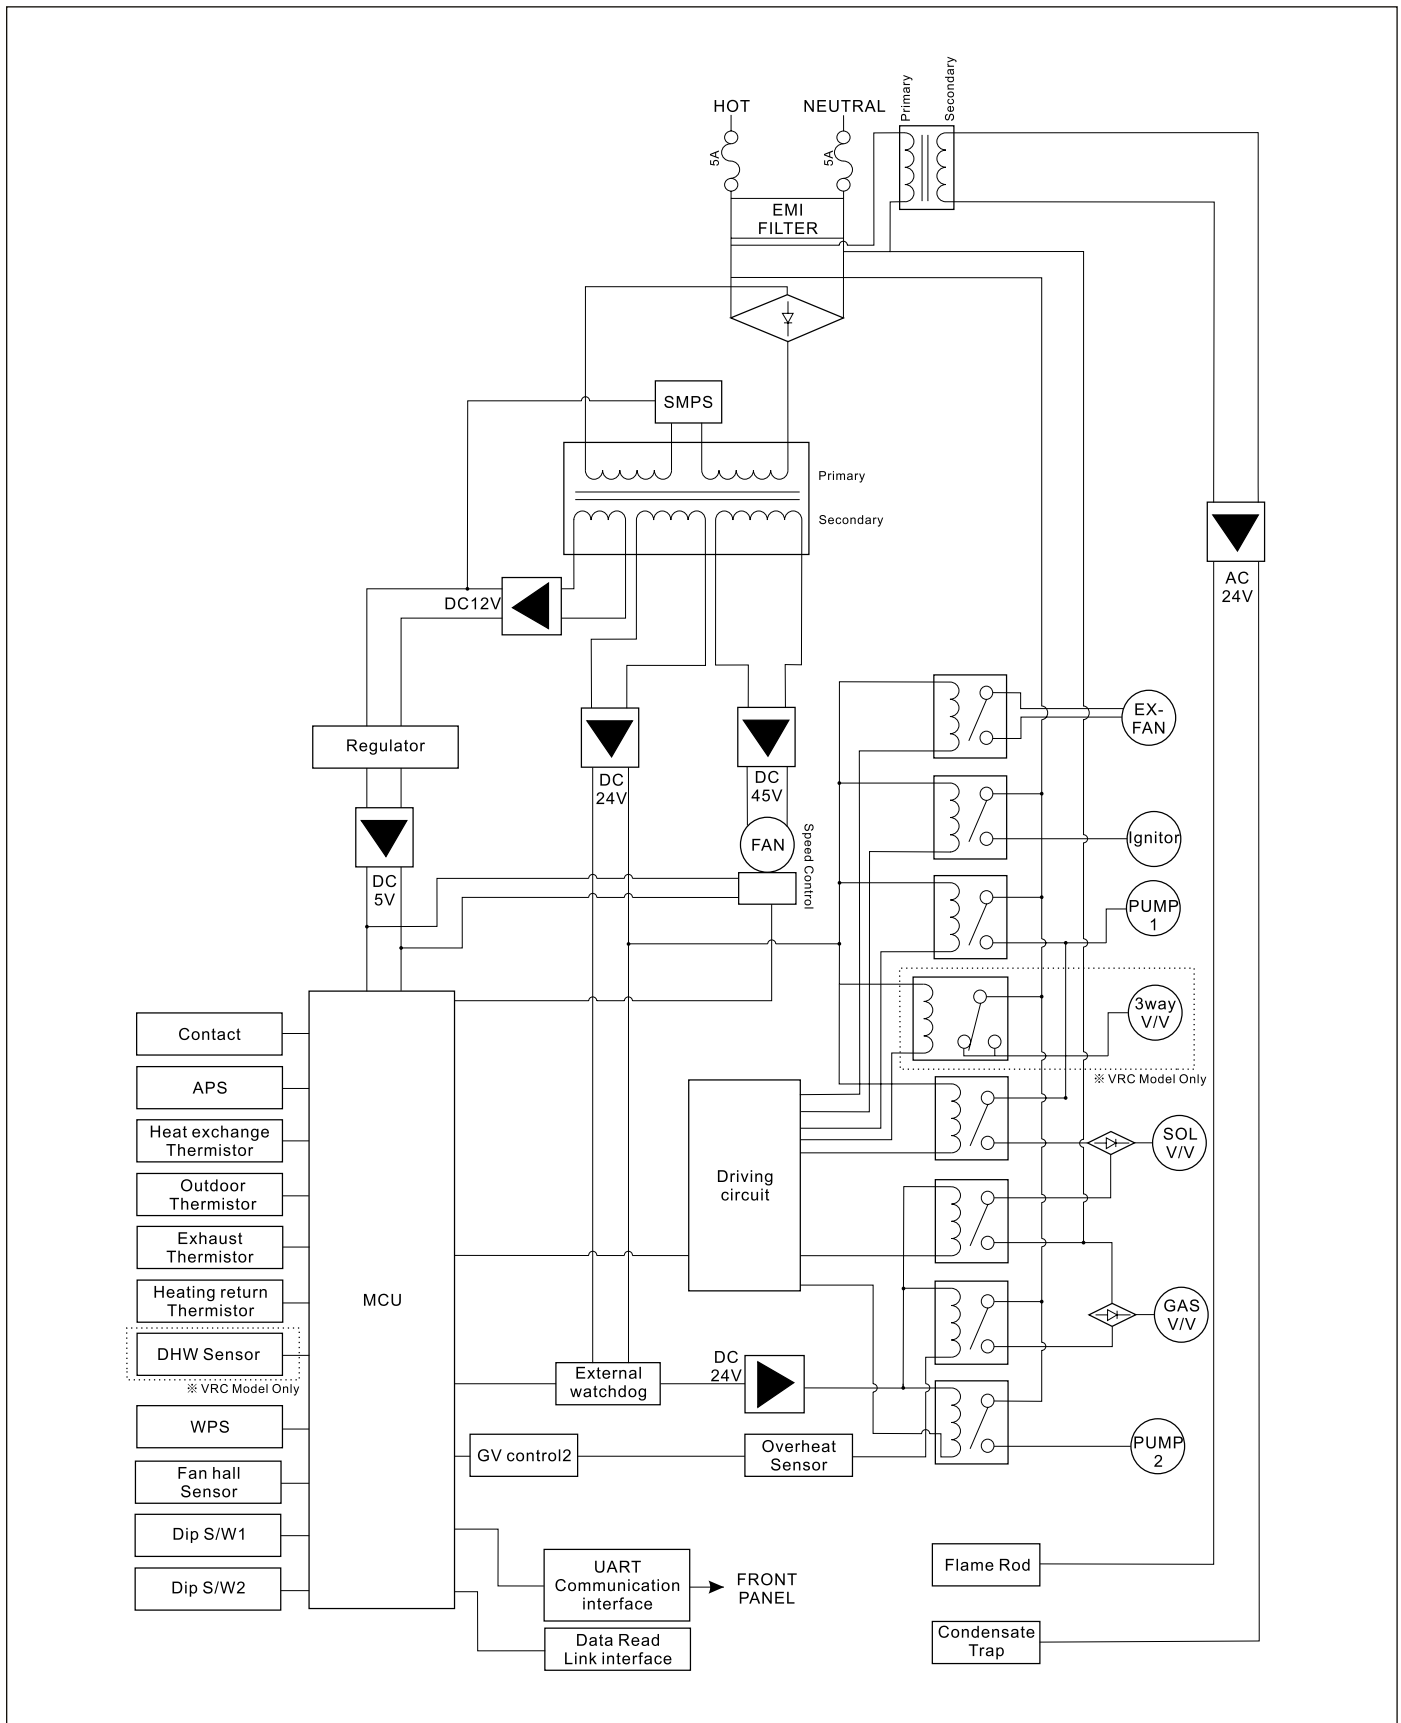 HOT
NEUTRAL
Primary
Secondary
5A
5A
EMI
FILTER
SMPS
Primary
Secondary
DC12V
AC
24V
Regulator
DC
24V
DC
45V
FAN
Speed Control
DC
5V
EX-
FAN
Ignitor
PUMP
1
3way
V/V
※ VRC Model Only
SOL
V/V
GAS
V/V
PUMP
2
Contact
APS
Heat exchange
Thermistor
Outdoor
Thermistor
Exhaust
Thermistor
Heating return
Thermistor
DHW Sensor
※ VRC Model Only
WPS
Fan hall
Sensor
Dip S/W1
Dip S/W2
MCU
Driving
circuit
External
watchdog
DC
24V
GV control2
Overheat
Sensor
UART
Communication
interface
FRONT
PANEL
Data Read
Link interface
Flame Rod
Condensate
Trap